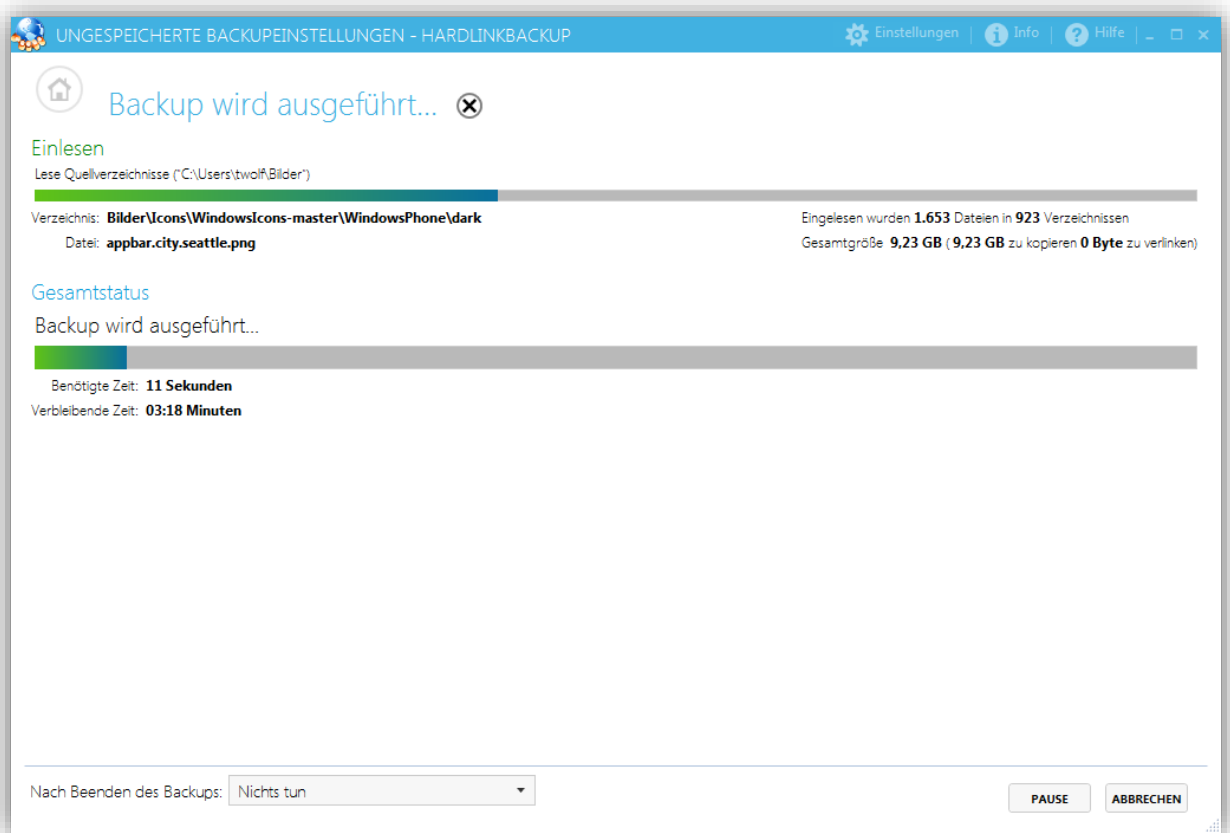 UNGESPEICHERTE BACKUPEINSTELLUNGEN - HARDLINKBACKUP
Einstellungen | Info | Hilfe
Backup wird ausgeführt...
Einlesen
Lese Quellverzeichnisse ("C:\Users\twolf\Bilder")
Verzeichnis: Bilder\Icons\WindowsIcons-master\WindowsPhone\dark
Eingelesen wurden 1.653 Dateien in 923 Verzeichnissen
Datei: appbar.city.seattle.png
Gesamtgröße 9,23 GB ( 9,23 GB zu kopieren 0 Byte zu verlinken)
Gesamtstatus
Backup wird ausgeführt...
Benötigte Zeit: 11 Sekunden
Verbleibende Zeit: 03:18 Minuten
Nach Beenden des Backups: Nichts tun
PAUSE
ABBRECHEN